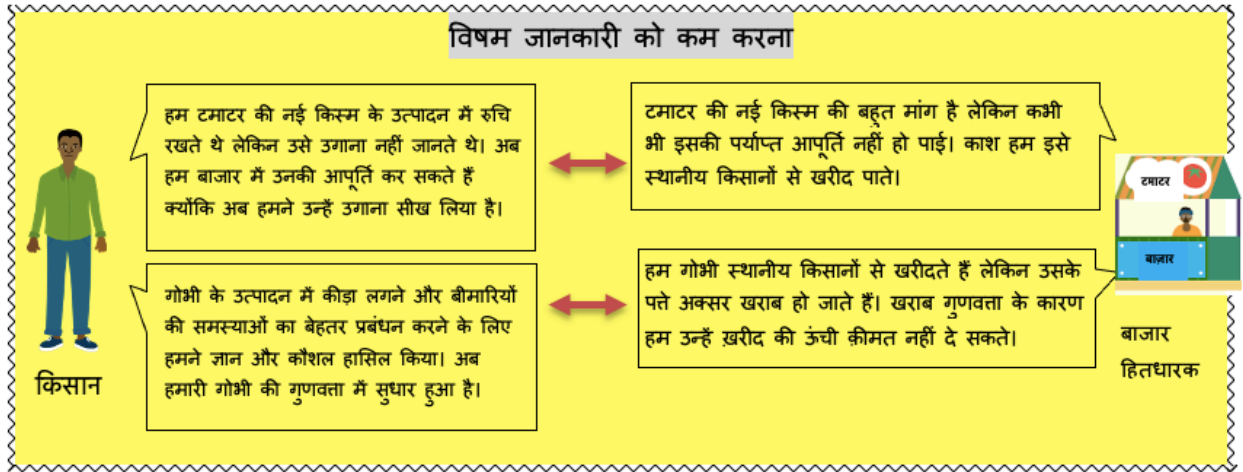 विषम जानकारी को कम करना
हम टमाटर की नई किस्म के उत्पादन में रुचि
रखते थे लेकिन उसे उगाना नहीं जानते थे। अब
हम बाजार में उनकी आपूर्ति कर सकते हैं
क्योंकि अब हमने उन्हें उगाना सीख लिया है।
टमाटर की नई किस्म की बहुत मांग है लेकिन कभी
भी इसकी पर्याप्त आपूर्ति नहीं हो पाई। काश हम इसे
स्थानीय किसानों से खरीद पाते।
टमाटर
बाज़ार
गोभी के उत्पादन में कीड़ा लगने और बीमारियों
की समस्याओं का बेहतर प्रबंधन करने के लिए
हमने ज्ञान और कौशल हासिल किया। अब
हमारी गोभी की गुणवत्ता में सुधार हुआ है।
हम गोभी स्थानीय किसानों से खरीदते हैं लेकिन उसके
पत्ते अक्सर खराब हो जाते हैं। खराब गुणवत्ता के कारण
हम उन्हें ख़रीद की ऊंची क़ीमत नहीं दे सकते।
किसान
बाजार
हितधारक